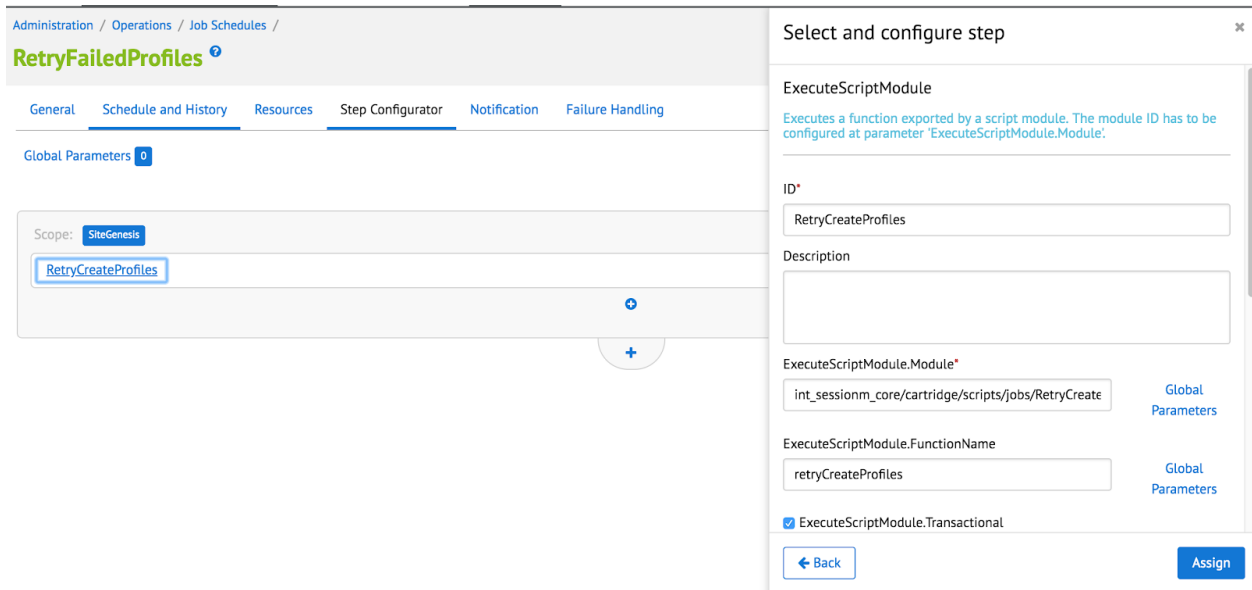 Administration / Operations / Job Schedules /
RetryFailedProfiles ?
General Schedule and History Resources Step Configurator Notification Failure Handling
Global Parameters 0
Scope: SiteGenesis
RetryCreateProfiles
Select and configure step
ExecuteScriptModule
Executes a function exported by a script module. The module ID has to be
configured at parameter 'ExecuteScriptModule.Module'.
ID*
RetryCreateProfiles
Description
ExecuteScriptModule.Module*
int_sessionm_core/cartridge/scripts/jobs/RetryCreate
Global
Parameters
ExecuteScriptModule.FunctionName
retryCreateProfiles
Global
Parameters
ExecuteScriptModule.Transactional
Back
Assign